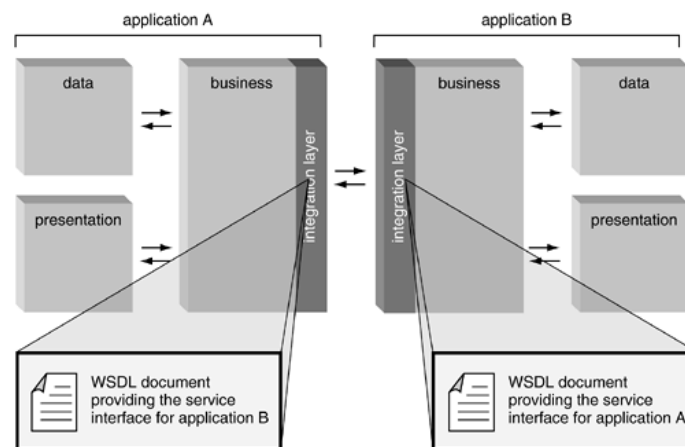 application A
application B
data
business
integration layer
integration layer
business
data
presentation
presentation
WSDL document
providing the service
interface for application B
WSDL document
providing the service
interface for application A